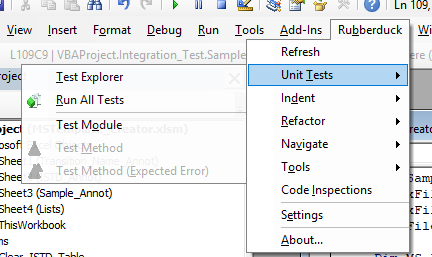 Ln 109,
View Insert Format Debug Run Tools Add-Ins Rubberduck
L109C9 | VBAProject.Integration_Test.Sample
Refresh
Unit Tests
Indent
Refactor
Navigate
Tools
Code Inspections
Settings
About...
Test Explorer
Run All Tests
Test Module
Test Method
Test Method (Expected Error)
Sheet3 (Sample_Annot)
Sheet4 (Lists)
ThisWorkbook